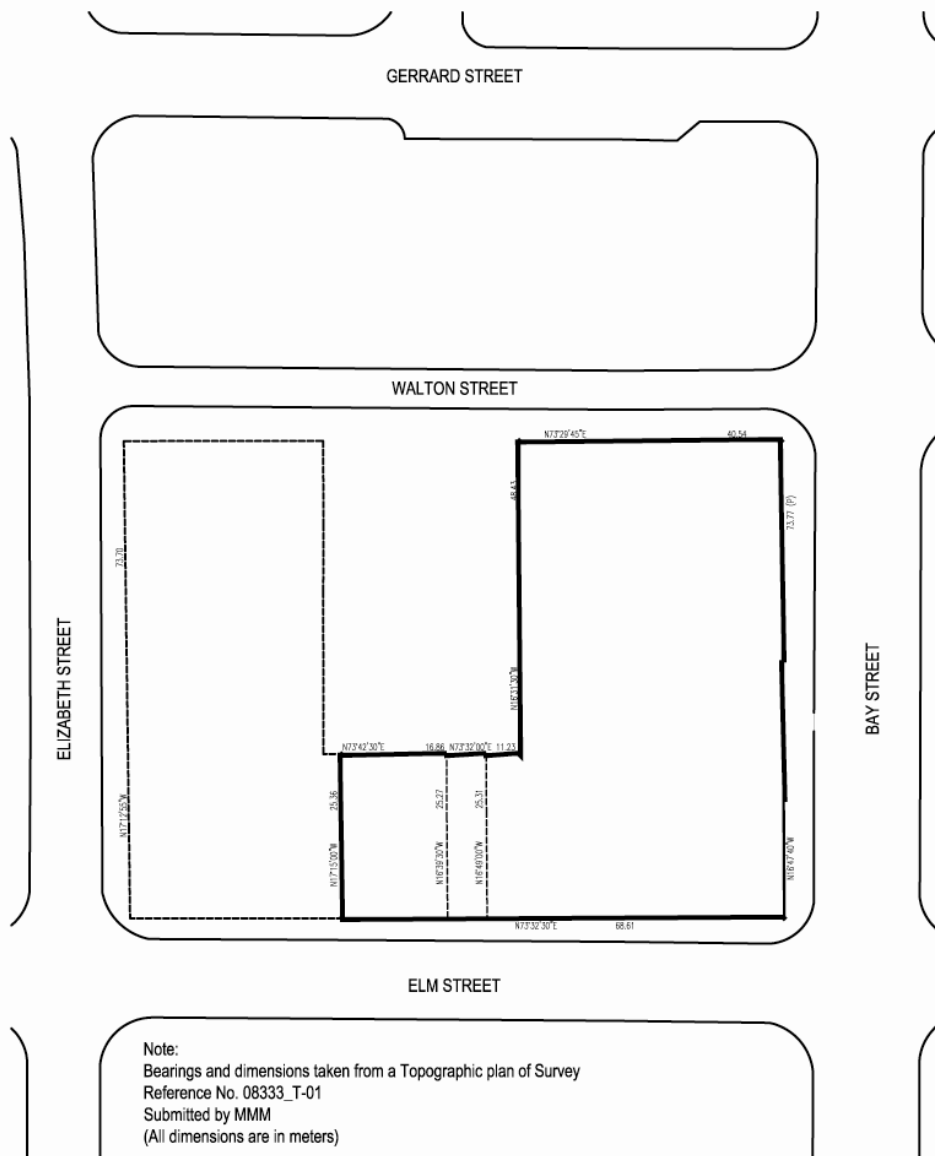 GERRARD STREET
WALTON STREET
N73°29'45"E 40.54
48.43
73.77 (P)
73.70
ELIZABETH STREET
BAY STREET
N16°31'30"W
N73°42'30"E 16.86 N73°32'00"E 11.23
25.36
25.27
25.31
N17°12'55"W
N17°15'00"W
N16°39'30"W
N16°49'00"W
N16°47'40"W
N73°32'30"E 68.61
ELM STREET
Note:
Bearings and dimensions taken from a Topographic plan of Survey
Reference No. 08333_T-01
Submitted by MMM
(All dimensions are in meters)